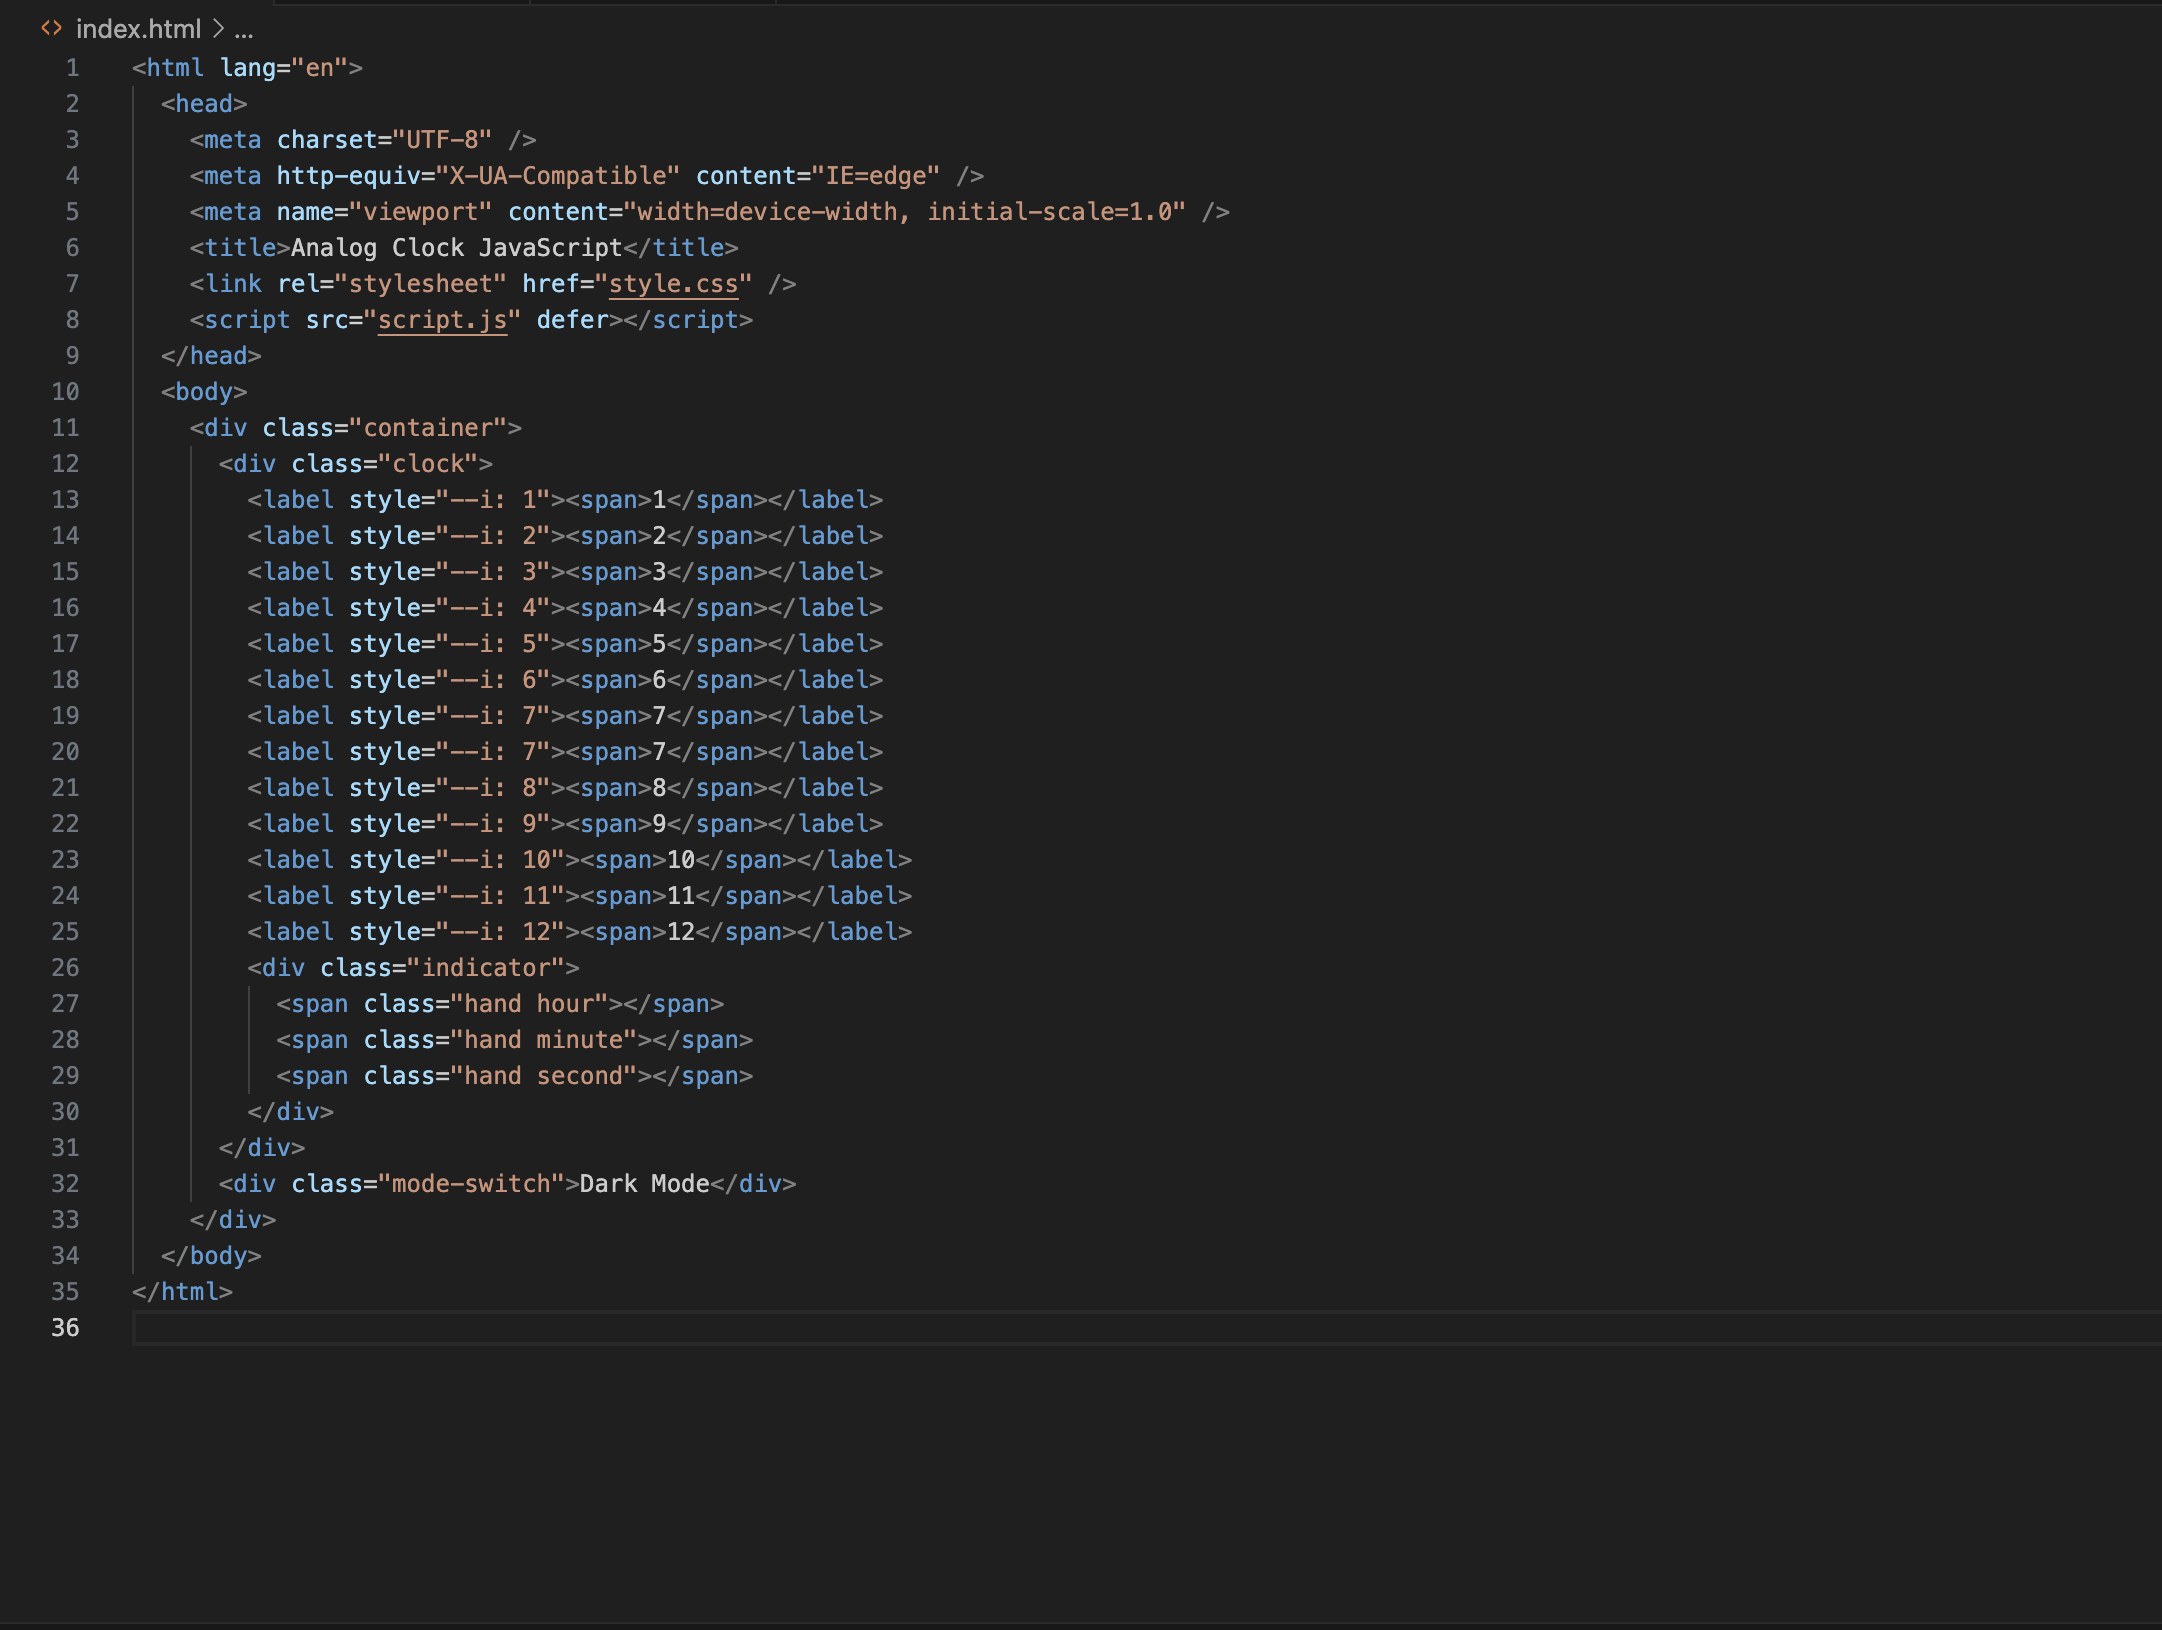 index.html > ...
1 <html lang="en">
2 <head>
3 <meta charset="UTF-8" />
4 <meta http-equiv="X-UA-Compatible" content="IE=edge" />
5 <meta name="viewport" content="width=device-width, initial-scale=1.0" />
6 <title>Analog Clock JavaScript</title>
7 <link rel="stylesheet" href="style.css" />
8 <script src="script.js" defer></script>
9 </head>
10 <body>
11 <div class="container">
12 <div class="clock">
13 <label style="--i: 1"><span>1</span></label>
14 <label style="--i: 2"><span>2</span></label>
15 <label style="--i: 3"><span>3</span></label>
16 <label style="--i: 4"><span>4</span></label>
17 <label style="--i: 5"><span>5</span></label>
18 <label style="--i: 6"><span>6</span></label>
19 <label style="--i: 7"><span>7</span></label>
20 <label style="--i: 7"><span>7</span></label>
21 <label style="--i: 8"><span>8</span></label>
22 <label style="--i: 9"><span>9</span></label>
23 <label style="--i: 10"><span>10</span></label>
24 <label style="--i: 11"><span>11</span></label>
25 <label style="--i: 12"><span>12</span></label>
26 <div class="indicator">
27 <span class="hand hour"></span>
28 <span class="hand minute"></span>
29 <span class="hand second"></span>
30 </div>
31 </div>
32 <div class="mode-switch">Dark Mode</div>
33 </div>
34 </body>
35 </html>
36